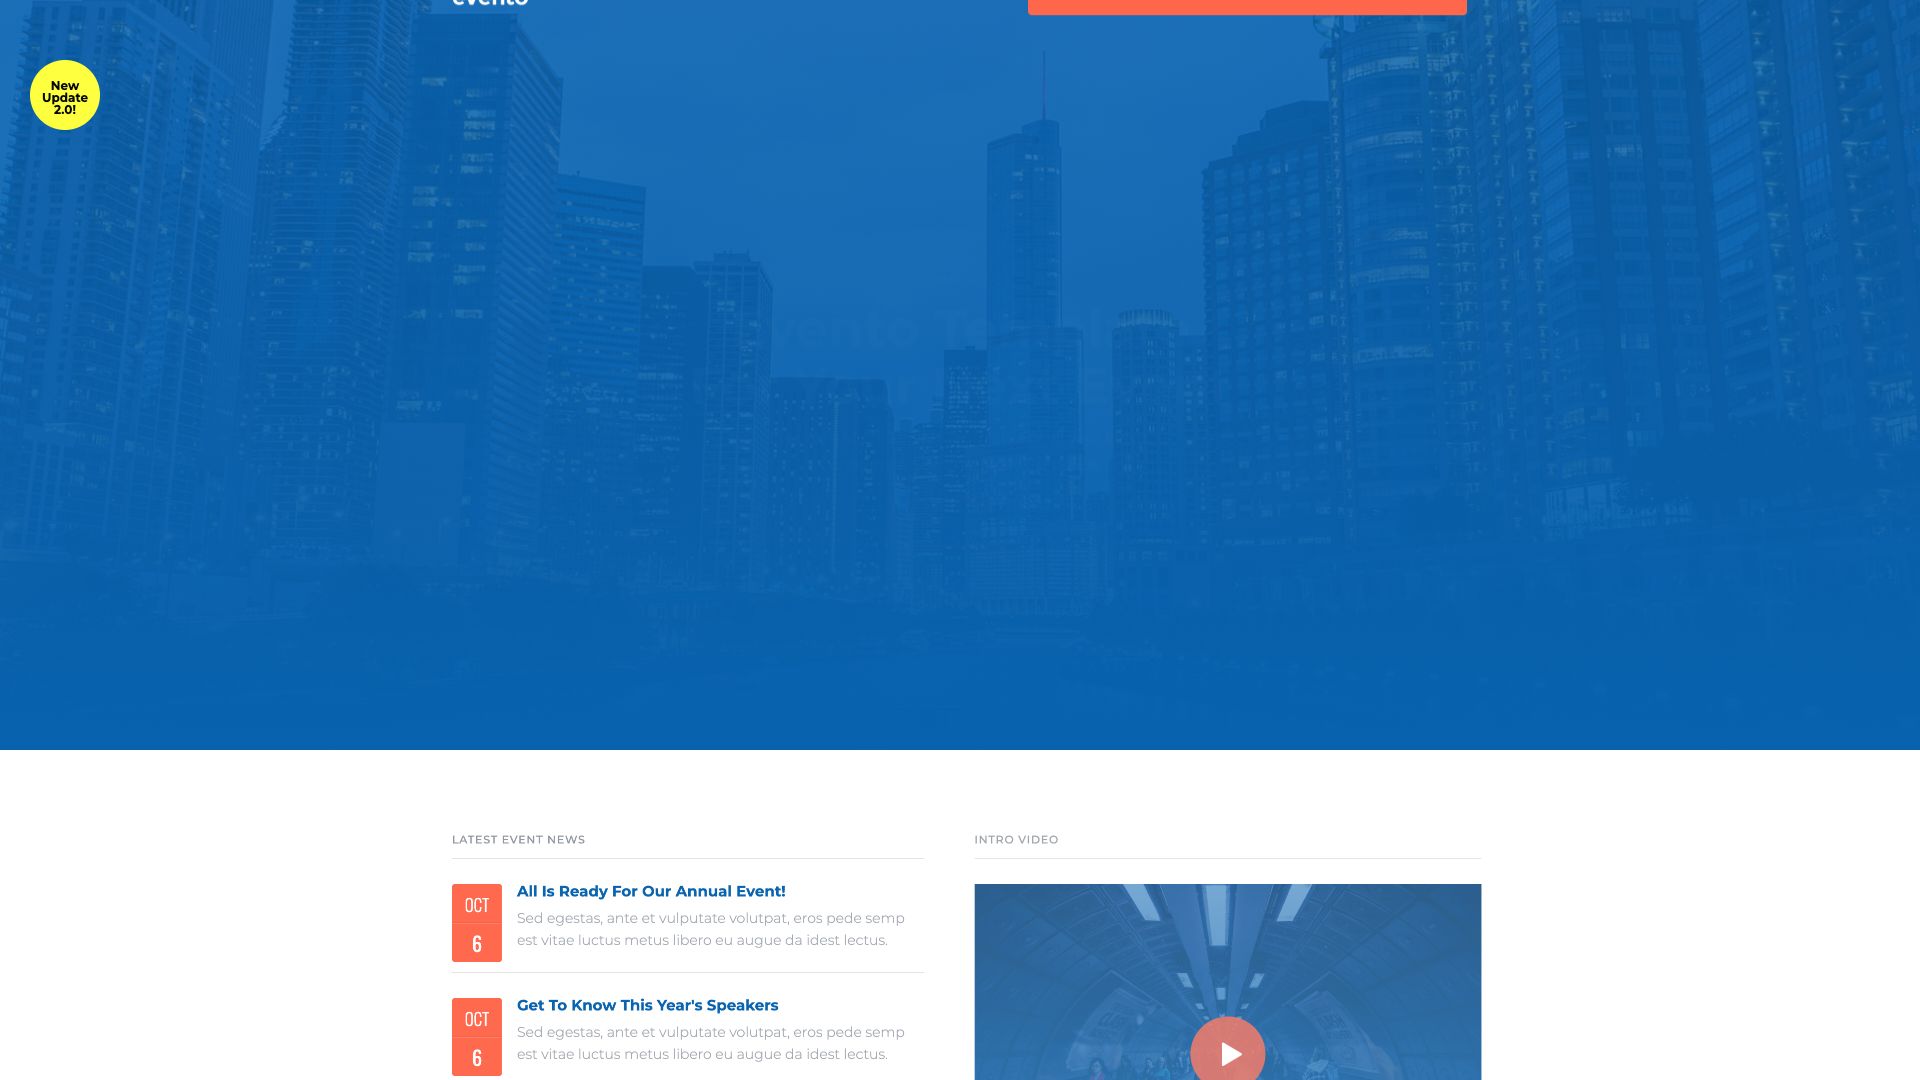 evento
New
Update
2.0!
LATEST EVENT NEWS
OCT
6
All Is Ready For Our Annual Event!
Sed egestas, ante et vulputate volutpat, eros pede semp
est vitae luctus metus libero eu augue da idest lectus.
OCT
6
Get To Know This Year's Speakers
Sed egestas, ante et vulputate volutpat, eros pede semp
est vitae luctus metus libero eu augue da idest lectus.
INTRO VIDEO